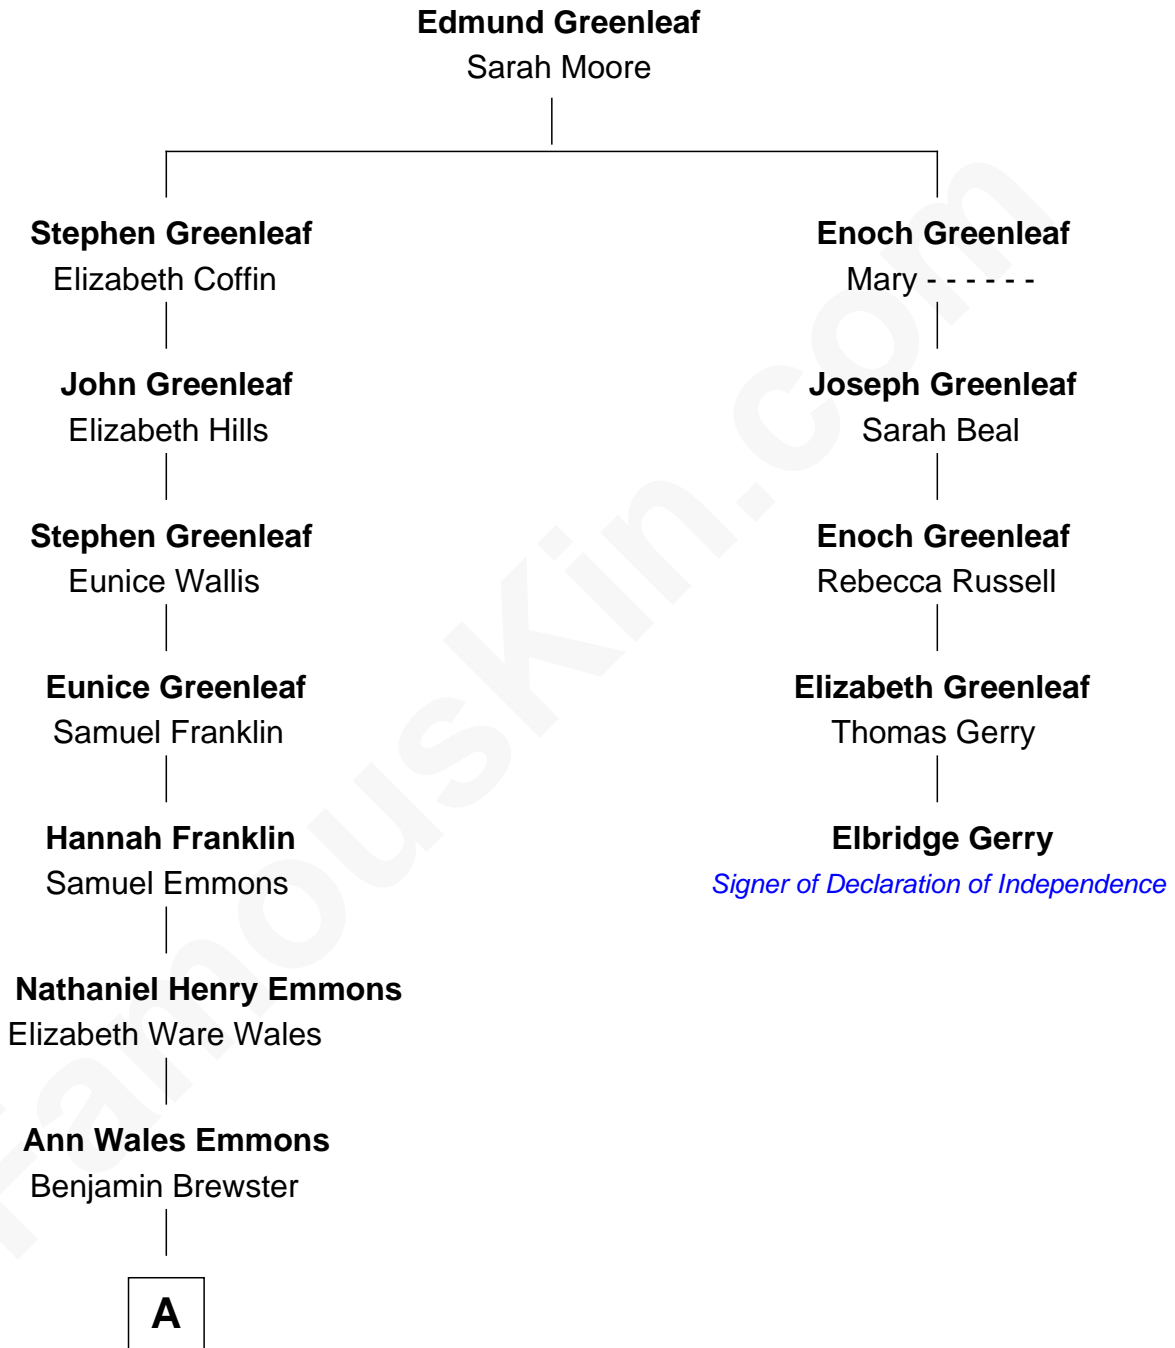 Edmund Greenleaf
Sarah Moore
Stephen Greenleaf
Elizabeth Coffin
Enoch Greenleaf
Mary - - - - - -
John Greenleaf
Elizabeth Hills
Joseph Greenleaf
Sarah Beal
Stephen Greenleaf
Eunice Wallis
Enoch Greenleaf
Rebecca Russell
Eunice Greenleaf
Samuel Franklin
Elizabeth Greenleaf
Thomas Gerry
Hannah Franklin
Samuel Emmons
Elbridge Gerry
Signer of Declaration of Independence
Nathaniel Henry Emmons
Elizabeth Ware Wales
Ann Wales Emmons
Benjamin Brewster
A
FamousKin.com